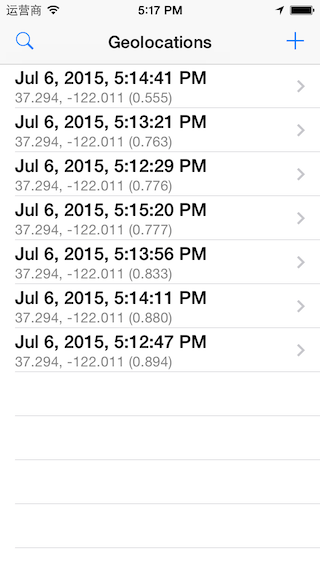 运营商 5:17 PM
Geolocations
Jul 6, 2015, 5:14:41 PM
37.294, -122.011 (0.555)
Jul 6, 2015, 5:13:21 PM
37.294, -122.011 (0.763)
Jul 6, 2015, 5:12:29 PM
37.294, -122.011 (0.776)
Jul 6, 2015, 5:15:20 PM
37.294, -122.011 (0.777)
Jul 6, 2015, 5:13:56 PM
37.294, -122.011 (0.833)
Jul 6, 2015, 5:14:11 PM
37.294, -122.011 (0.880)
Jul 6, 2015, 5:12:47 PM
37.294, -122.011 (0.894)